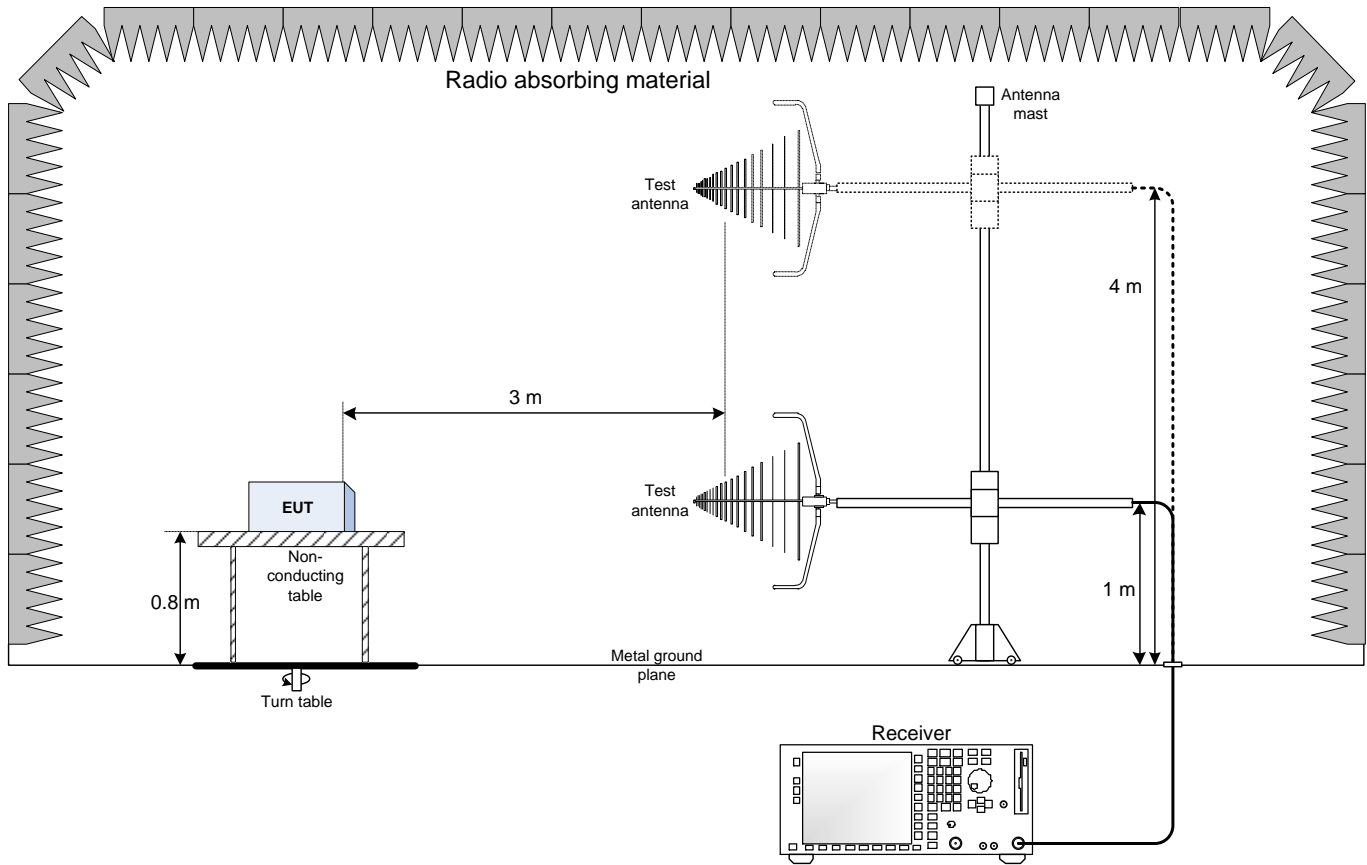 Radio absorbing material
Antenna
mast
Test
antenna
4 m
3 m
Test
antenna
EUT
Non-
conducting
table
0.8 m
1 m
Metal ground
plane
Turn table
Receiver